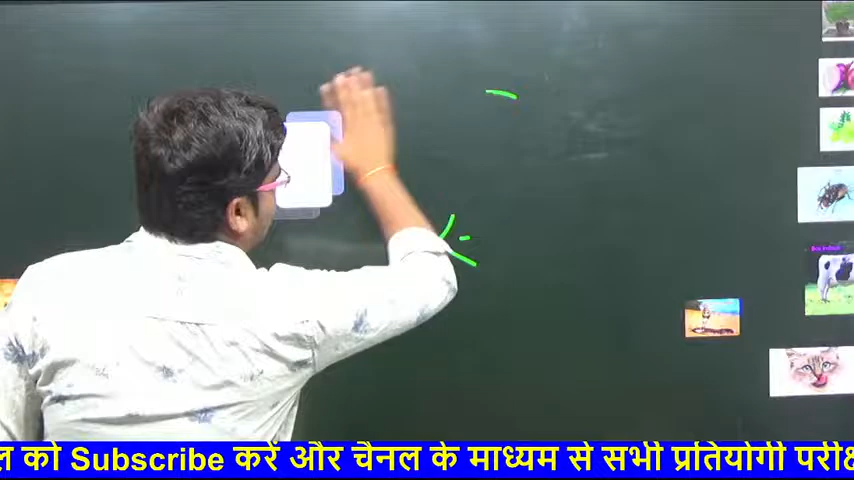 को Subscribe करें और चैनल के माध्यम से सभी प्रतियोगी